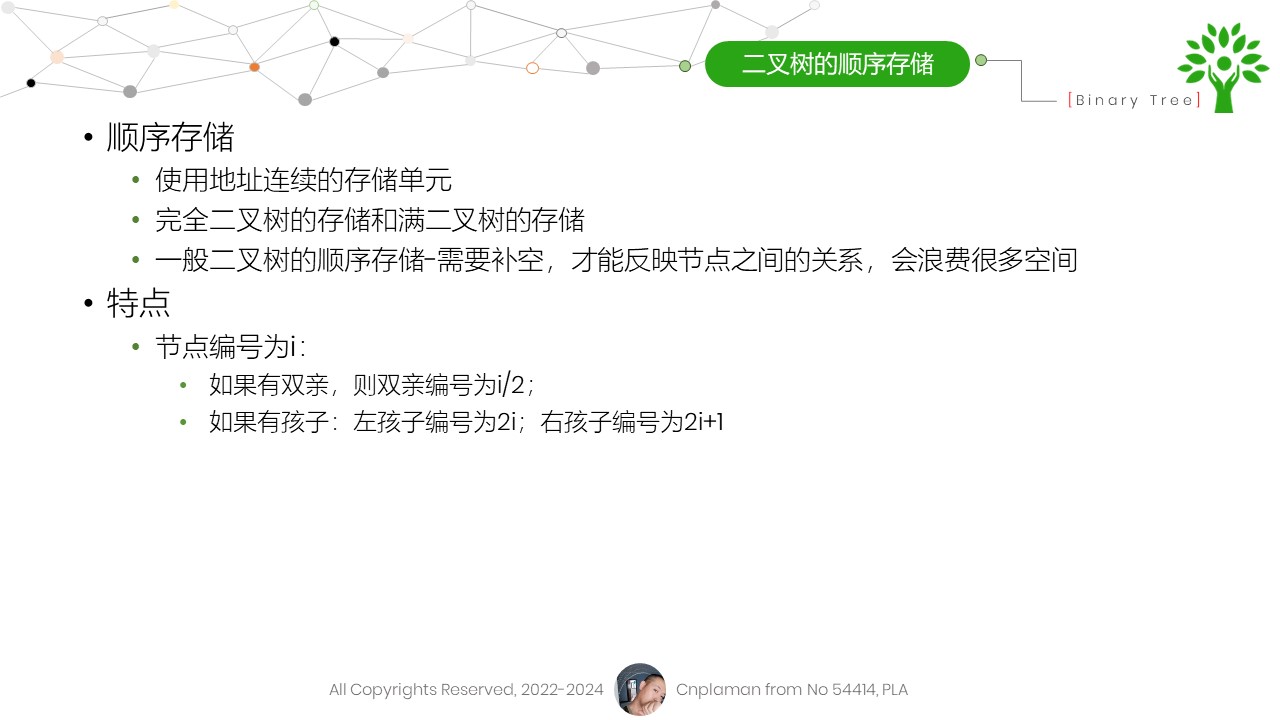 二叉树的顺序存储
[Binary Tree]
• 顺序存储
• 使用地址连续的存储单元
• 完全二叉树的存储和满二叉树的存储
• 一般二叉树的顺序存储-需要补空，才能反映节点之间的关系，会浪费很多空间
• 特点
• 节点编号为i：
• 如果有双亲，则双亲编号为i/2；
• 如果有孩子：左孩子编号为2i；右孩子编号为2i+1
All Copyrights Reserved, 2022-2024 Cnplaman from No 54414, PLA